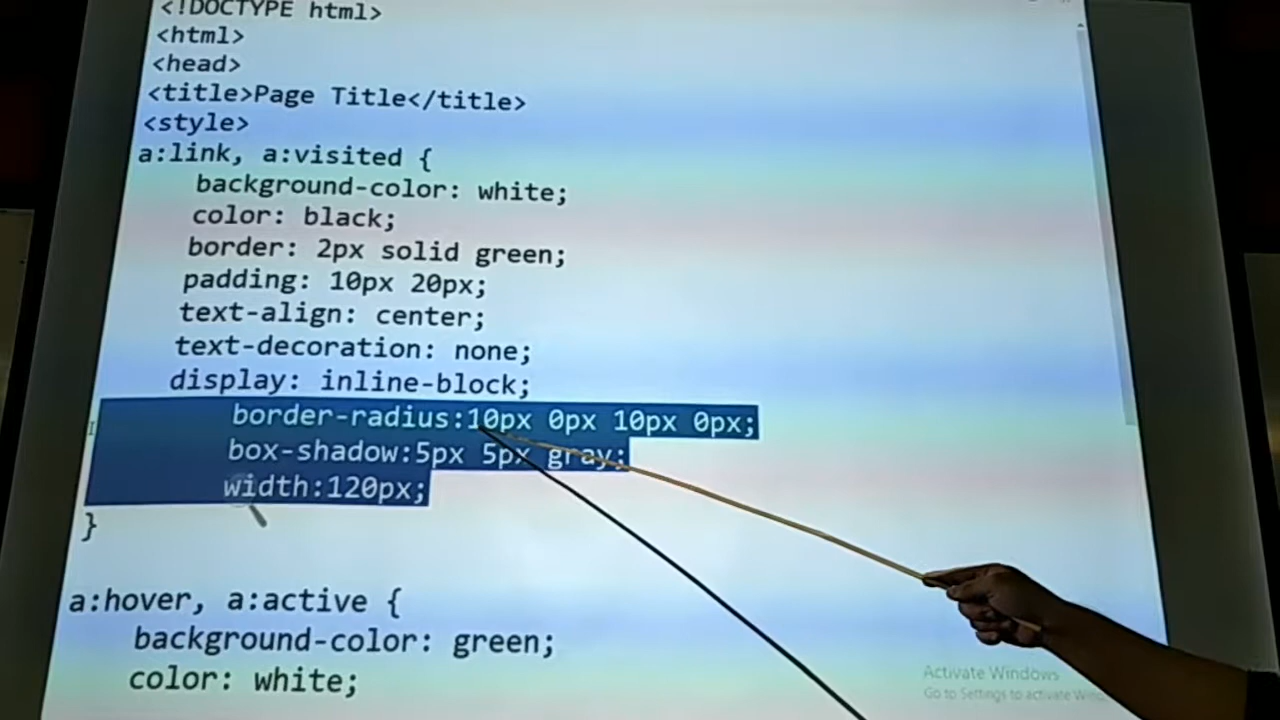 <!DOCTYPE html>
<html>
<head>
<title>Page Title</title>
<style>
a:link, a:visited {
background-color: white;
color: black;
border: 2px solid green;
padding: 10px 20px;
text-align: center;
text-decoration: none;
display: inline-block;
border-radius:10px 0px 10px 0px;
box-shadow:5px 5px gray;
width:120px;
}
a:hover, a:active {
background-color: green;
color: white;
Activate Windows
Go to Settings to activate